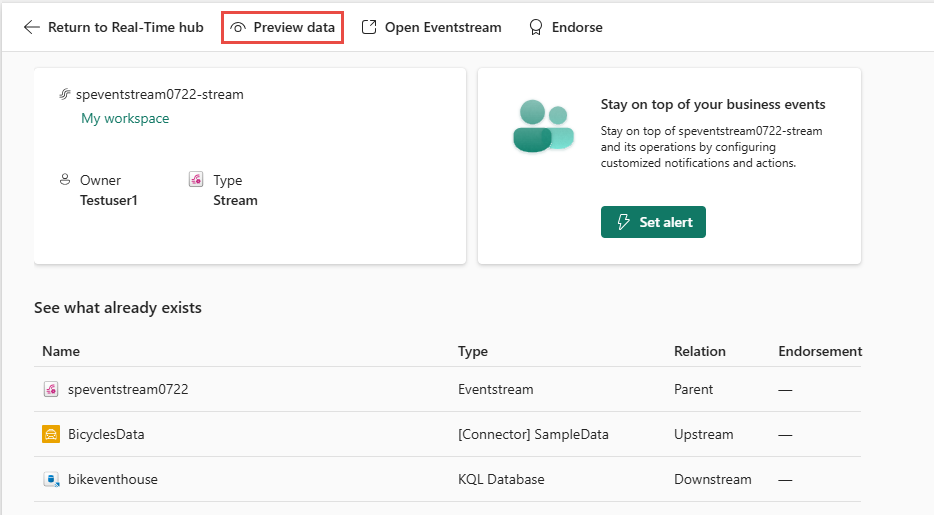 Return to Real-Time hub Preview data Open Eventstream Endorse
speventstream0722-stream
My workspace
Owner Type
Testuser1 Stream
Stay on top of your business events
Stay on top of speventstream0722-stream
and its operations by configuring
customized notifications and actions.
Set alert
See what already exists
Name Type Relation Endorsement
speventstream0722 Eventstream Parent —
BicyclesData [Connector] SampleData Upstream —
bikeventhouse KQL Database Downstream —